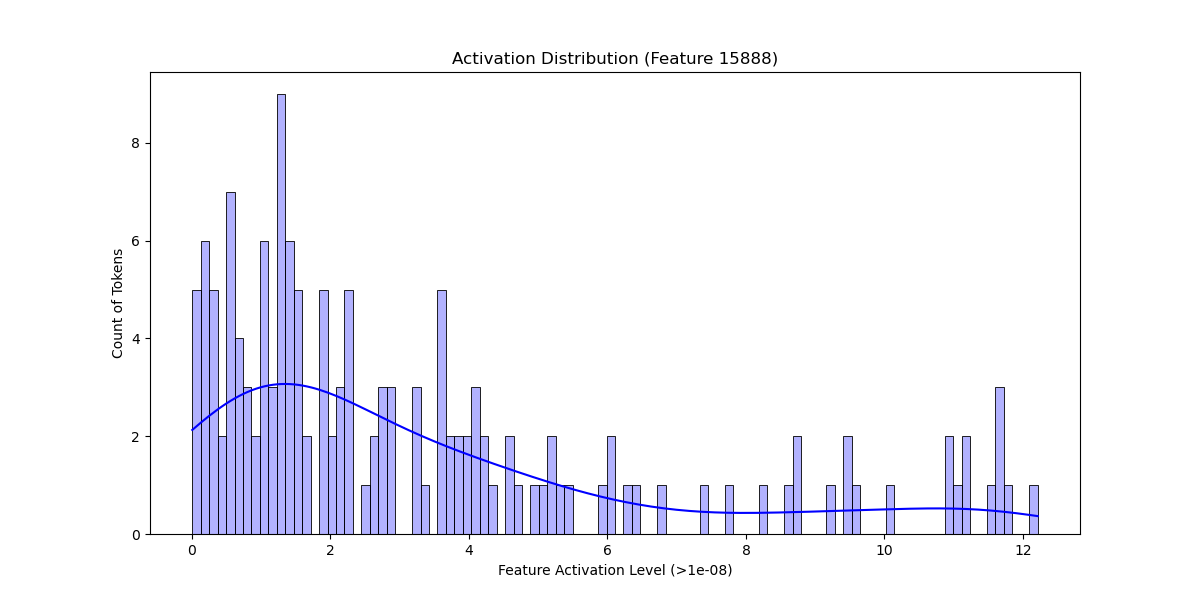 Activation Distribution (Feature 15888)
8
6
4
2
0
Count of Tokens
0 2 4 6 8 10 12
Feature Activation Level (>1e-08)